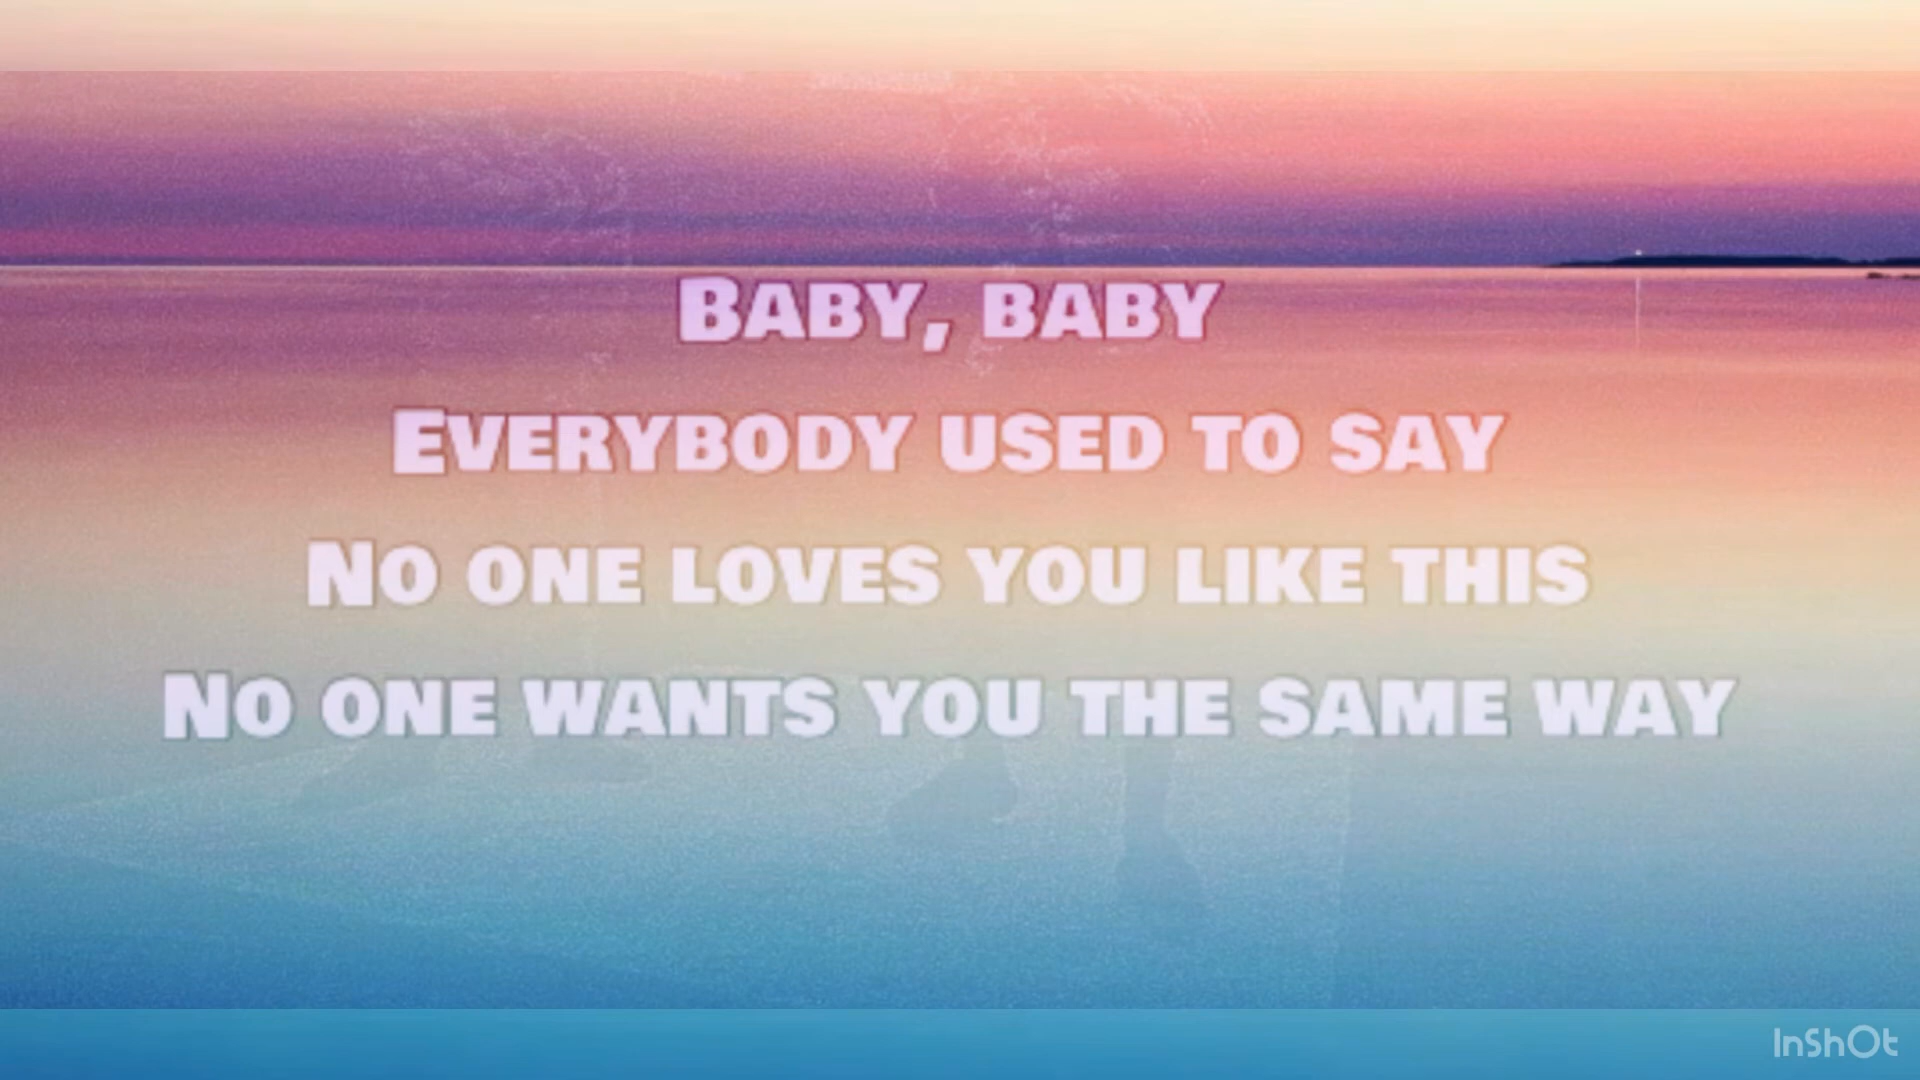 Baby, baby
Everybody used to say
No one loves you like this
No one wants you the same way
InShOt